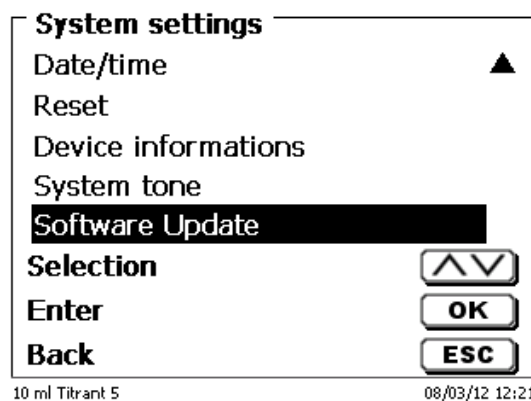 System settings
Date/time
Reset
Device informations
System tone
Software Update
Selection
Enter OK
Back ESC
10 ml Titrant 5 08/03/12 12:21